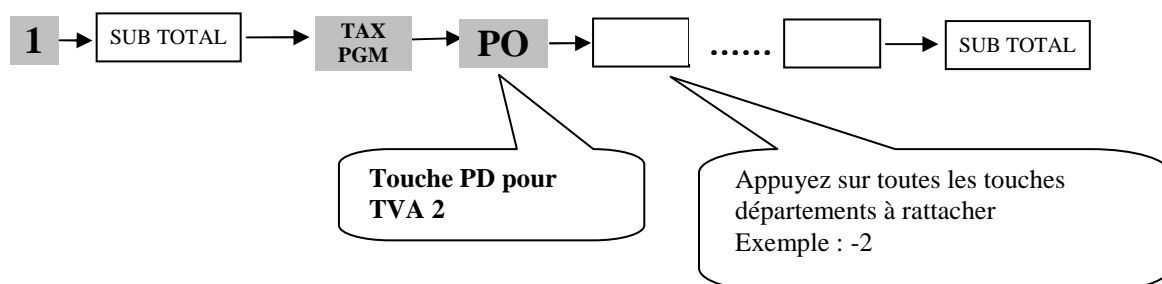 1 SUB TOTAL TAX PGM PO ...... SUB TOTAL
Touche PD pour
TVA 2
Appuyez sur toutes les touches
départements à rattacher
Exemple : -2